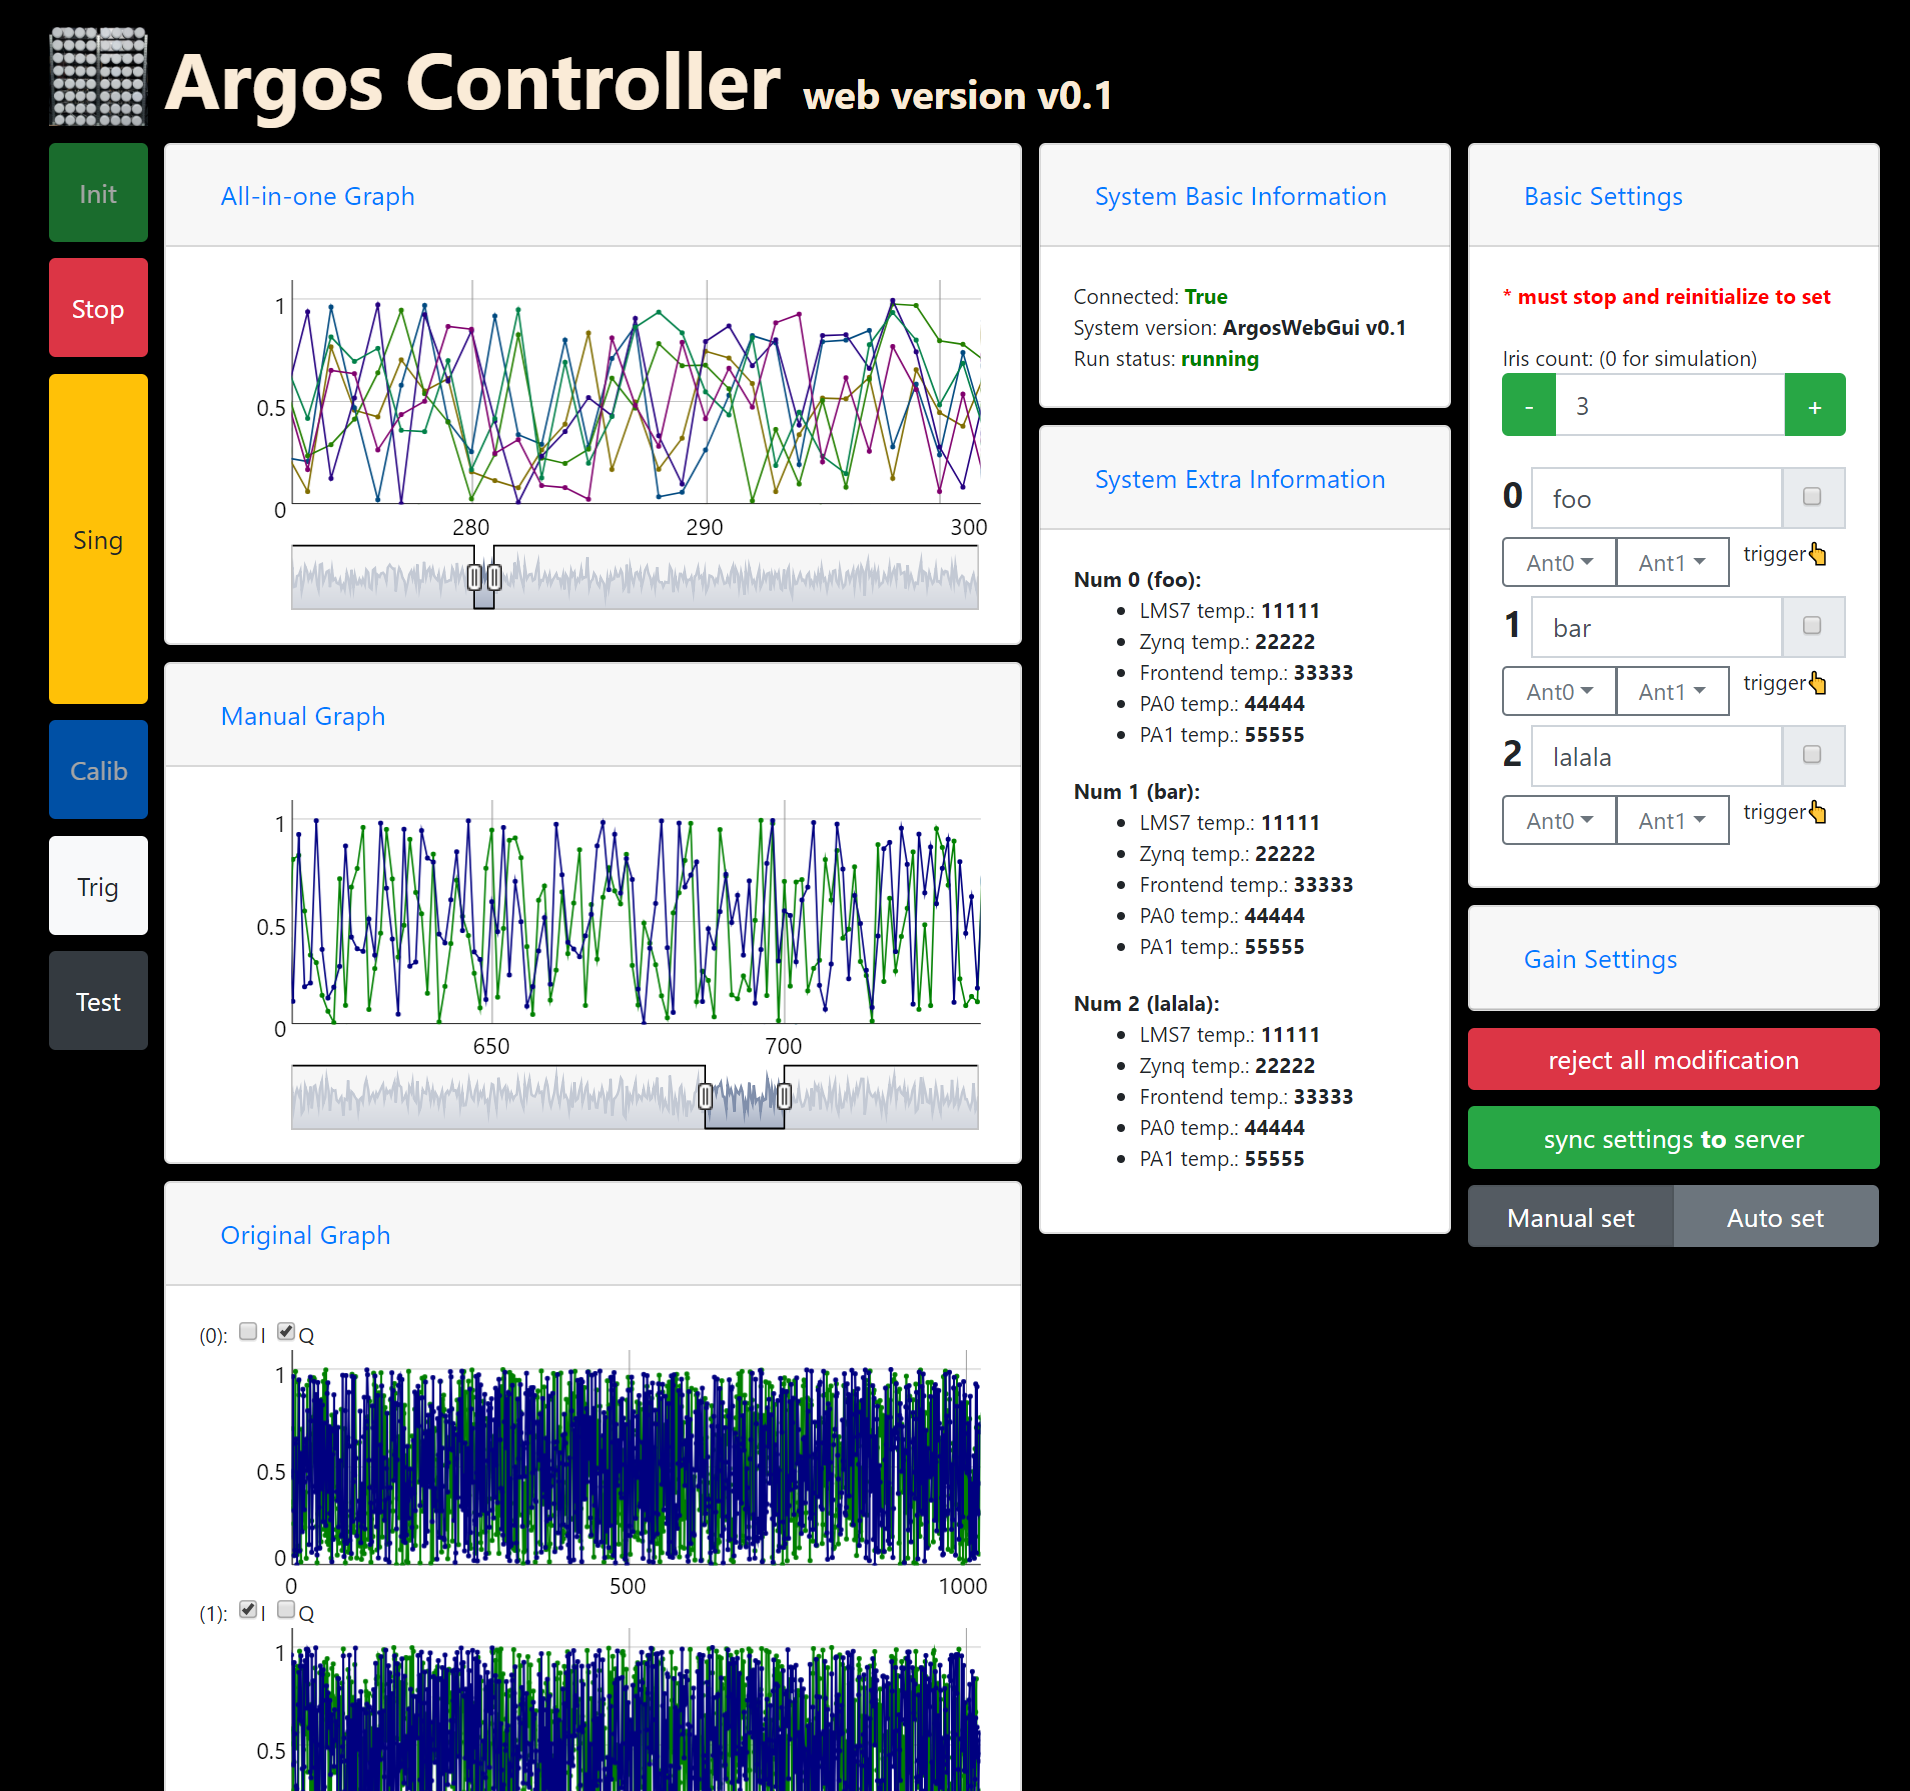 Argos Controller web version v0.1
Init
Stop
Sing
Calib
Trig
Test
All-in-one Graph
1
0.5
0
280 290 300
Manual Graph
1
0.5
0
650 700
Original Graph
(0): I Q
1
0.5
0
0 500 1000
(1): I Q
1
0.5
System Basic Information
Connected: True
System version: ArgosWebGui v0.1
Run status: running
System Extra Information
Num 0 (foo):
LMS7 temp.: 11111
Zynq temp.: 22222
Frontend temp.: 33333
PA0 temp.: 44444
PA1 temp.: 55555
Num 1 (bar):
LMS7 temp.: 11111
Zynq temp.: 22222
Frontend temp.: 33333
PA0 temp.: 44444
PA1 temp.: 55555
Num 2 (lalala):
LMS7 temp.: 11111
Zynq temp.: 22222
Frontend temp.: 33333
PA0 temp.: 44444
PA1 temp.: 55555
Basic Settings
* must stop and reinitialize to set
Iris count: (0 for simulation)
- 3 +
0 foo
Ant0 Ant1 trigger
1 bar
Ant0 Ant1 trigger
2 lalala
Ant0 Ant1 trigger
Gain Settings
reject all modification
sync settings to server
Manual set Auto set